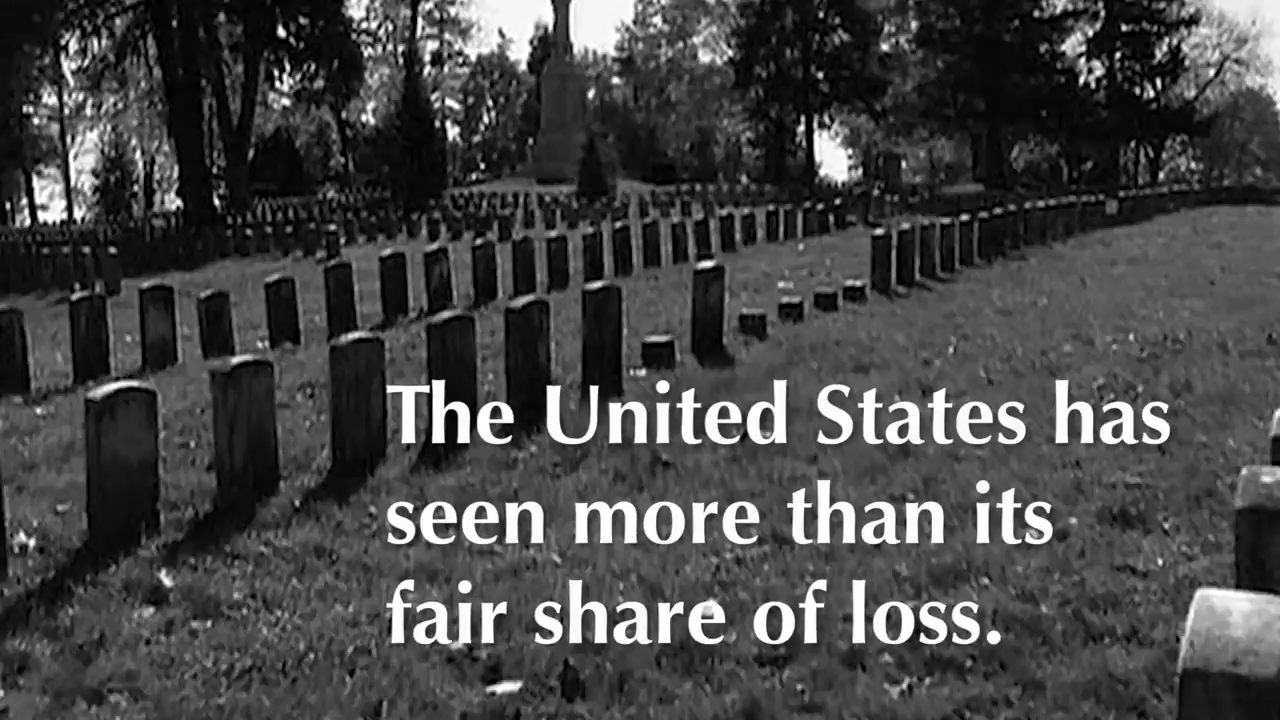 The United States has
seen more than its
fair share of loss.